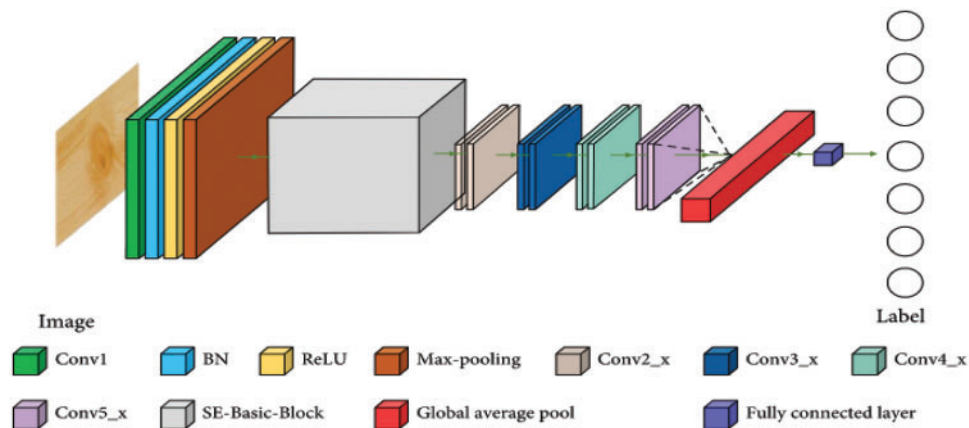 Image Label
Conv1 BN ReLU Max-pooling Conv2_x Conv3_x Conv4_x
Conv5_x SE-Basic-Block Global average pool Fully connected layer